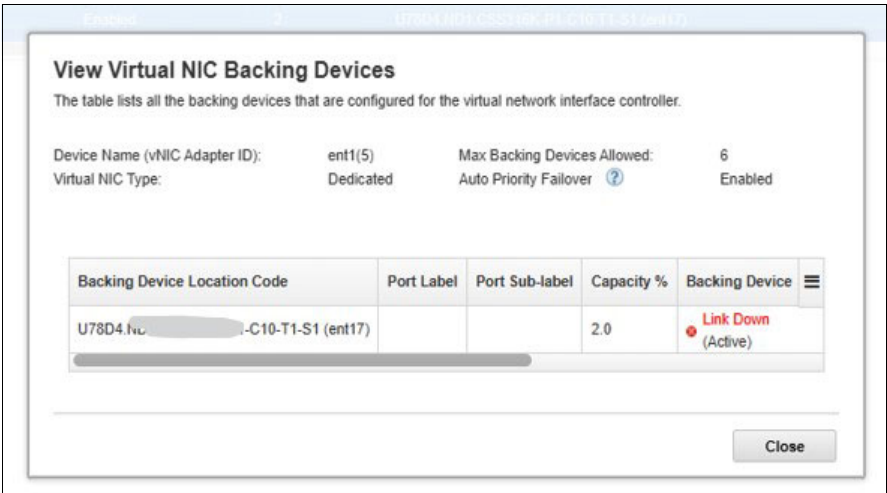 Enabled 2
View Virtual NIC Backing Devices
The table lists all the backing devices that are configured for the virtual network interface controller.
Device Name (vNIC Adapter ID): ent1(5) Max Backing Devices Allowed: 6
Virtual NIC Type: Dedicated Auto Priority Failover ? Enabled
Backing Device Location Code Port Label Port Sub-label Capacity % Backing Device
U78D4. -C10-T1-S1 (ent17) 2.0 Link Down
(Active)
Close